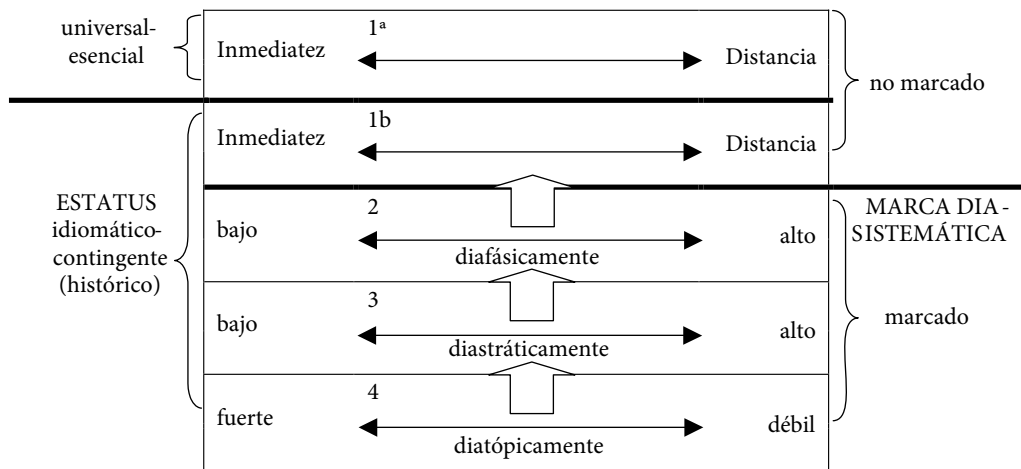 universal-
esencial
1ª
Inmediatez
Distancia
no marcado
1b
Inmediatez
Distancia
ESTATUS
idiomático-
contingente
(histórico)
2
bajo
alto
diafásicamente
MARCA DIA-
SISTEMÁTICA
3
bajo
alto
diastráticamente
marcado
4
fuerte
débil
diatópicamente